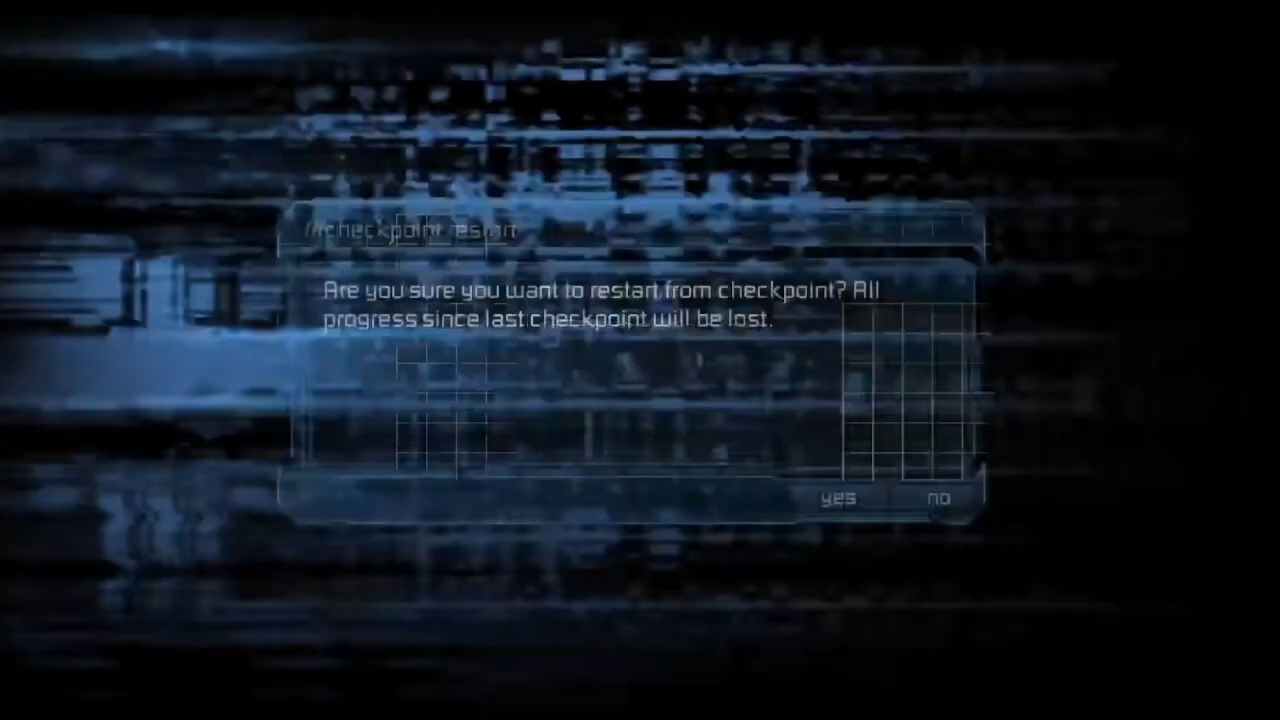 //checkpoint restart
Are you sure you want to restart from checkpoint? All
progress since last checkpoint will be lost.
yes no